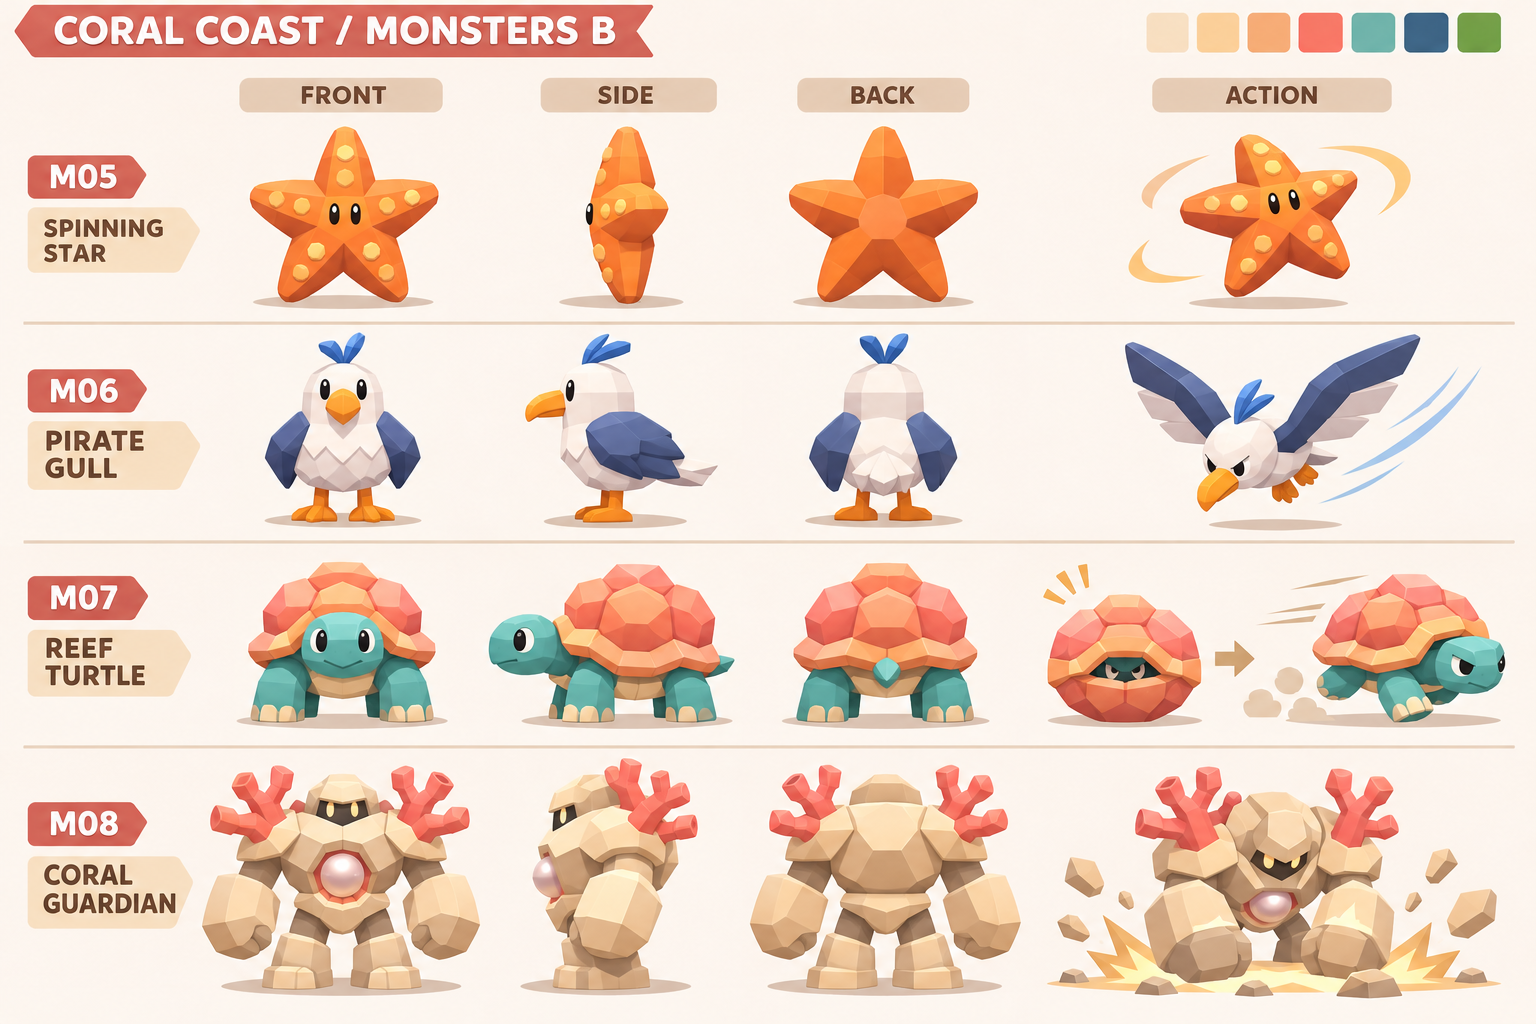 CORAL COAST / MONSTERS B
FRONT
SIDE
BACK
ACTION
M05
SPINNING
STAR
M06
PIRATE
GULL
M07
REEF
TURTLE
M08
CORAL
GUARDIAN